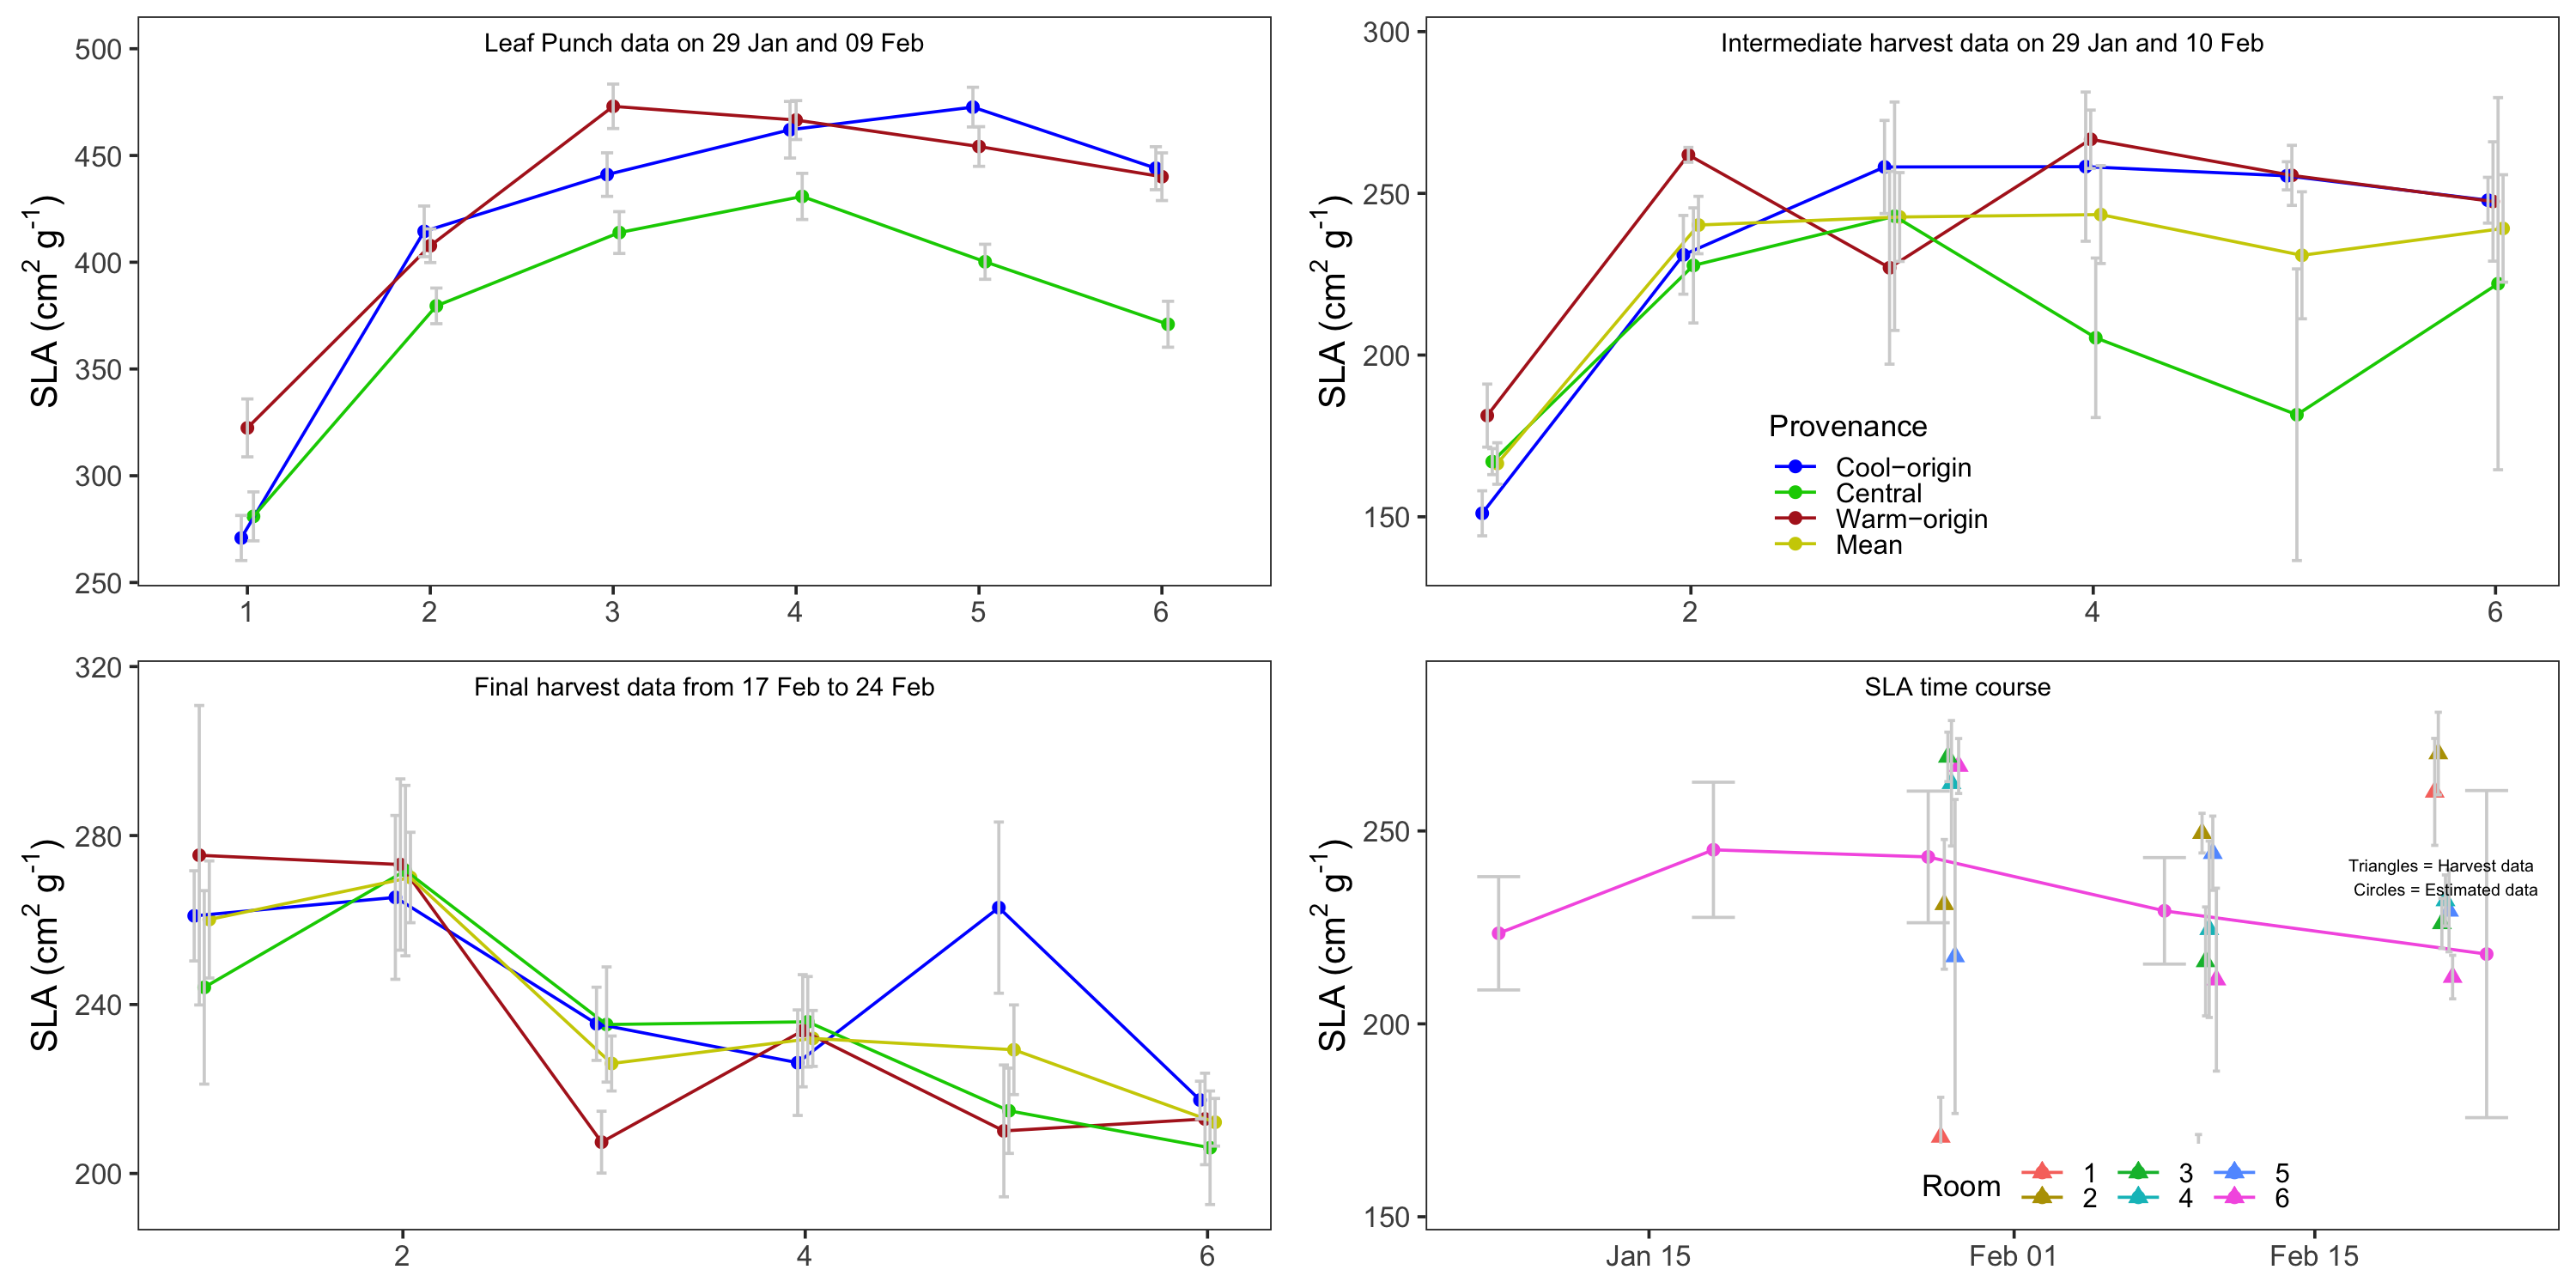 Leaf Punch data on 29 Jan and 09 Feb
SLA (cm² g⁻¹)
500
450
400
350
300
250
1 2 3 4 5 6
Intermediate harvest data on 29 Jan and 10 Feb
SLA (cm² g⁻¹)
300
250
200
150
Provenance
Cool−origin
Central
Warm−origin
Mean
2 4 6
Final harvest data from 17 Feb to 24 Feb
SLA (cm² g⁻¹)
320
280
240
200
2 4 6
SLA time course
SLA (cm² g⁻¹)
250
200
150
Triangles = Harvest data
Circles = Estimated data
Room
1 3 5
2 4 6
Jan 15 Feb 01 Feb 15